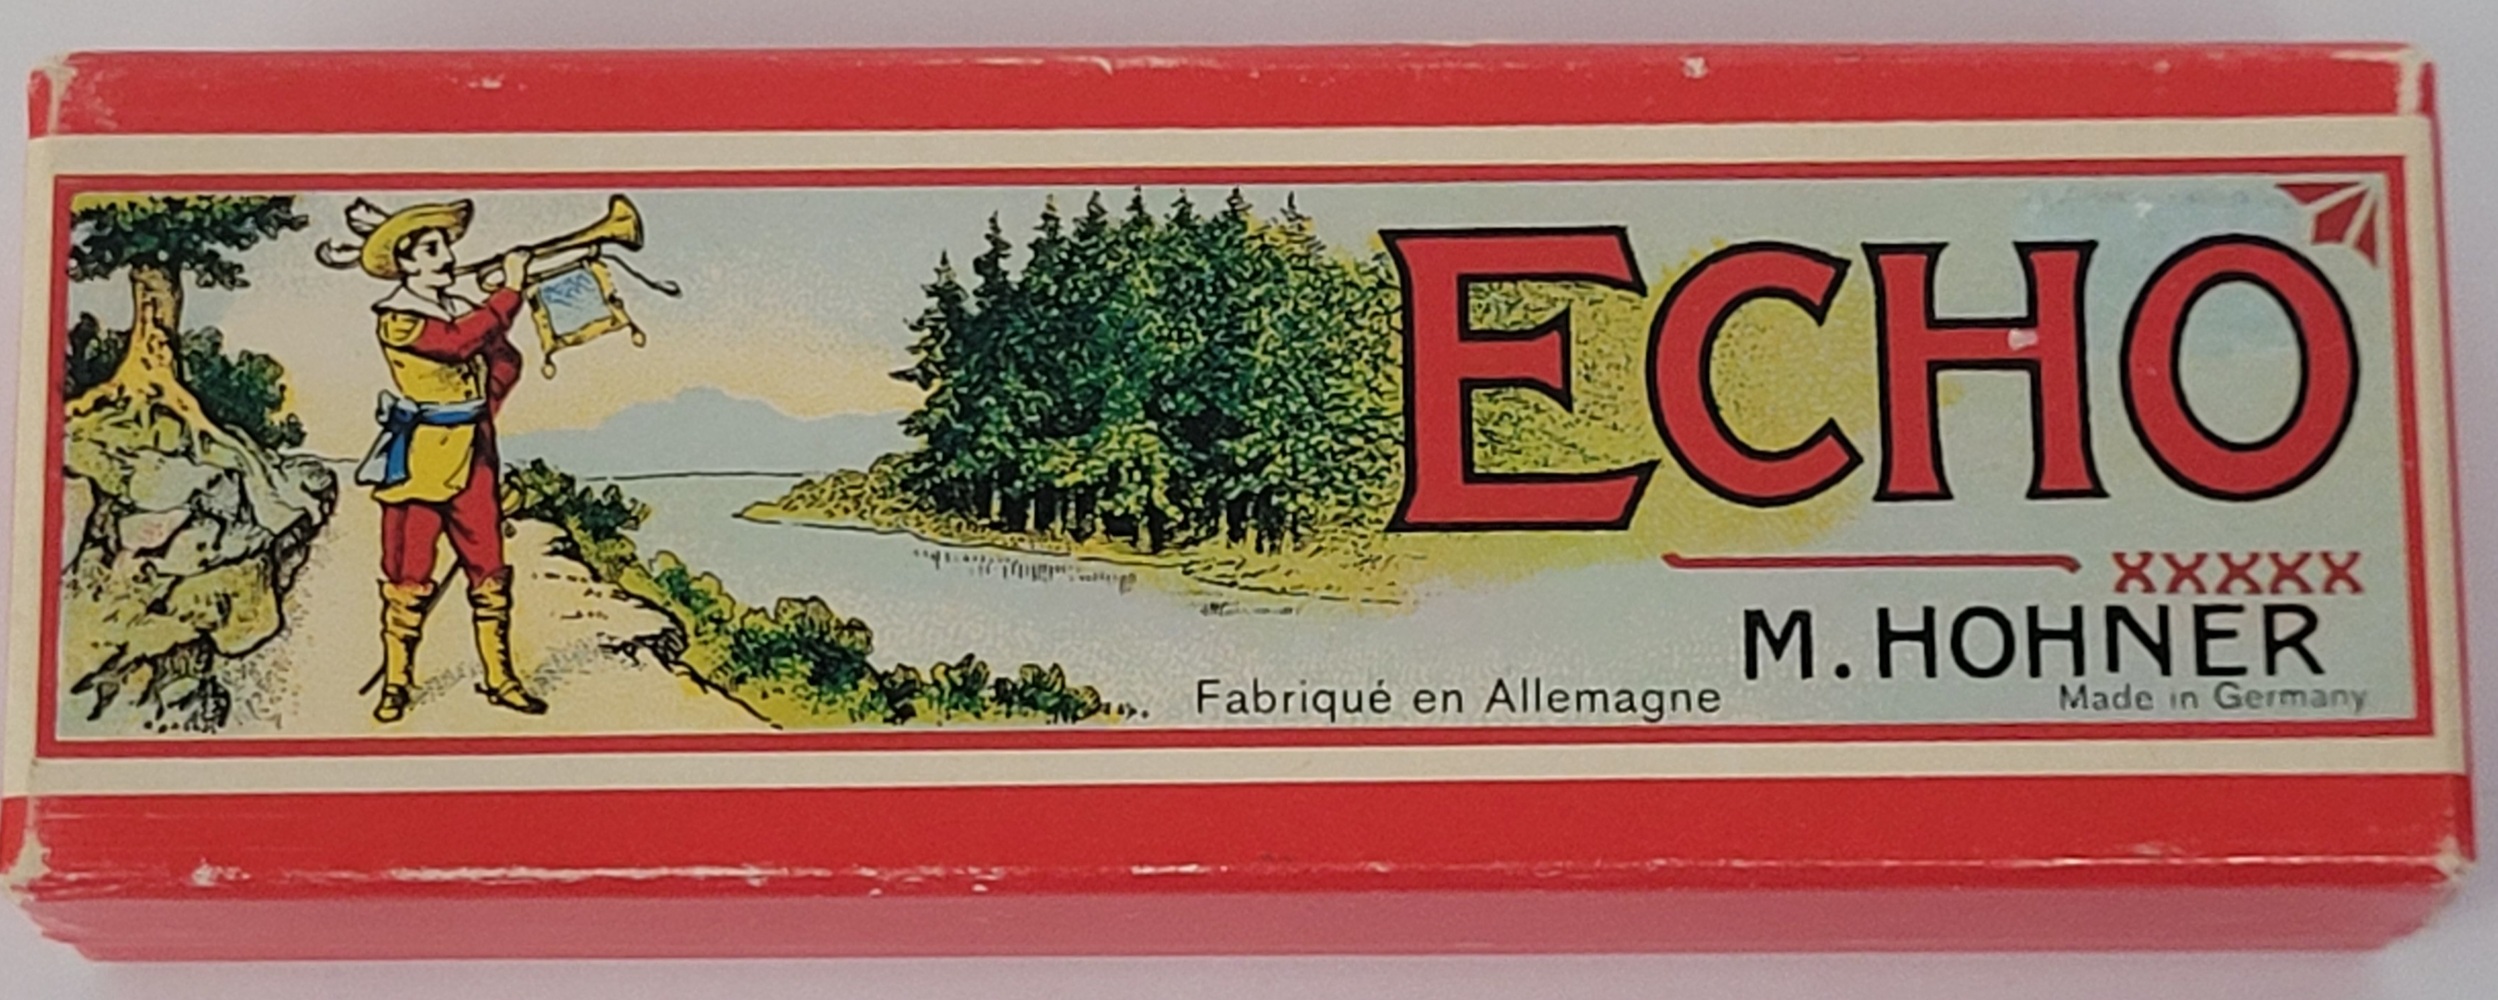 ECHO
XXXXX
M. HOHNER
Fabriqué en Allemagne
Made in Germany